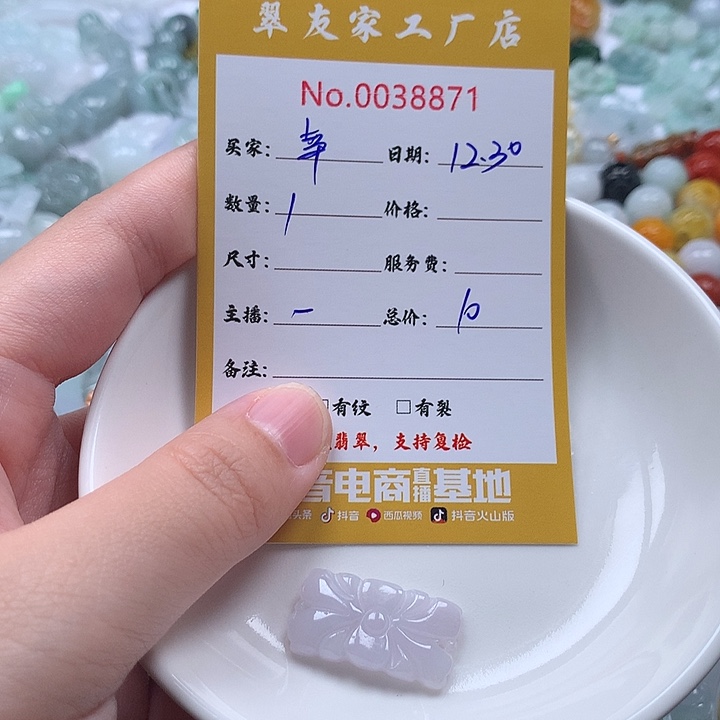 翠友家工厂店
No.0038871
买家: 华 日期: 12.30
数量: 1 价格:
尺寸: 服务费:
主播: 一 总价: 10
备注:
□有纹 □有裂
翡翠，支持复检
音电商直播基地
头条 抖音 西瓜视频 抖音火山版